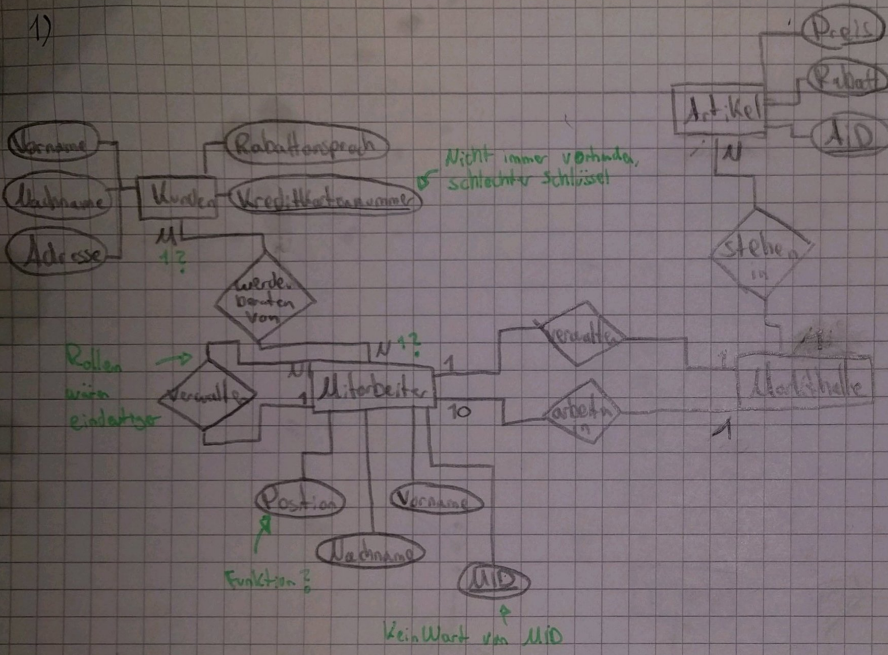 1)
Preis
Rabatt
Artikel
AiD
N
Vorname
Rabattanspruch
Nicht immer vorhanden,
schlechter Schlüssel
Nachname
Kunden
Kreditkartennummer
Adresse
M
1?
stehen
in
werden
beraten
von
N 1?
verwalten
Rollen
wären
eindeutiger
verwalten
N
1
Mitarbeiter
1
10
arbeiten
in
1
Markthalle
1
Position
Vorname
Nachname
Funktion?
MiD
Kein Wort von MiD